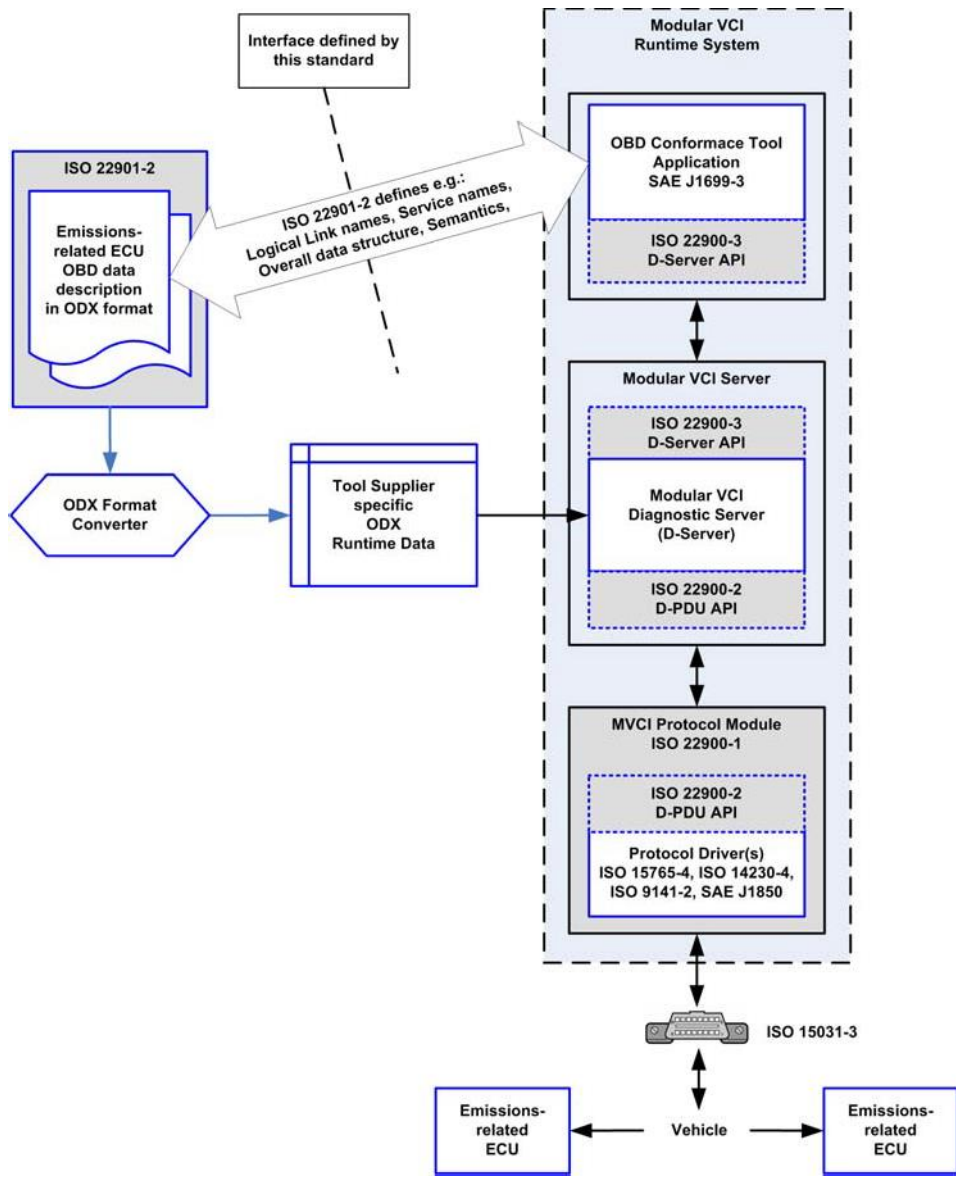 Interface defined by
this standard
Modular VCI
Runtime System
ISO 22901-2
Emissions-
related ECU
OBD data
description
in ODX format
ISO 22901-2 defines e.g.:
Logical Link names, Service names,
Overall data structure, Semantics,
OBD Conformace Tool
Application
SAE J1699-3
ISO 22900-3
D-Server API
Modular VCI Server
ISO 22900-3
D-Server API
Modular VCI
Diagnostic Server
(D-Server)
ISO 22900-2
D-PDU API
ODX Format
Converter
Tool Supplier
specific
ODX
Runtime Data
MVCI Protocol Module
ISO 22900-1
ISO 22900-2
D-PDU API
Protocol Driver(s)
ISO 15765-4, ISO 14230-4,
ISO 9141-2, SAE J1850
ISO 15031-3
Emissions-
related
ECU
Vehicle
Emissions-
related
ECU